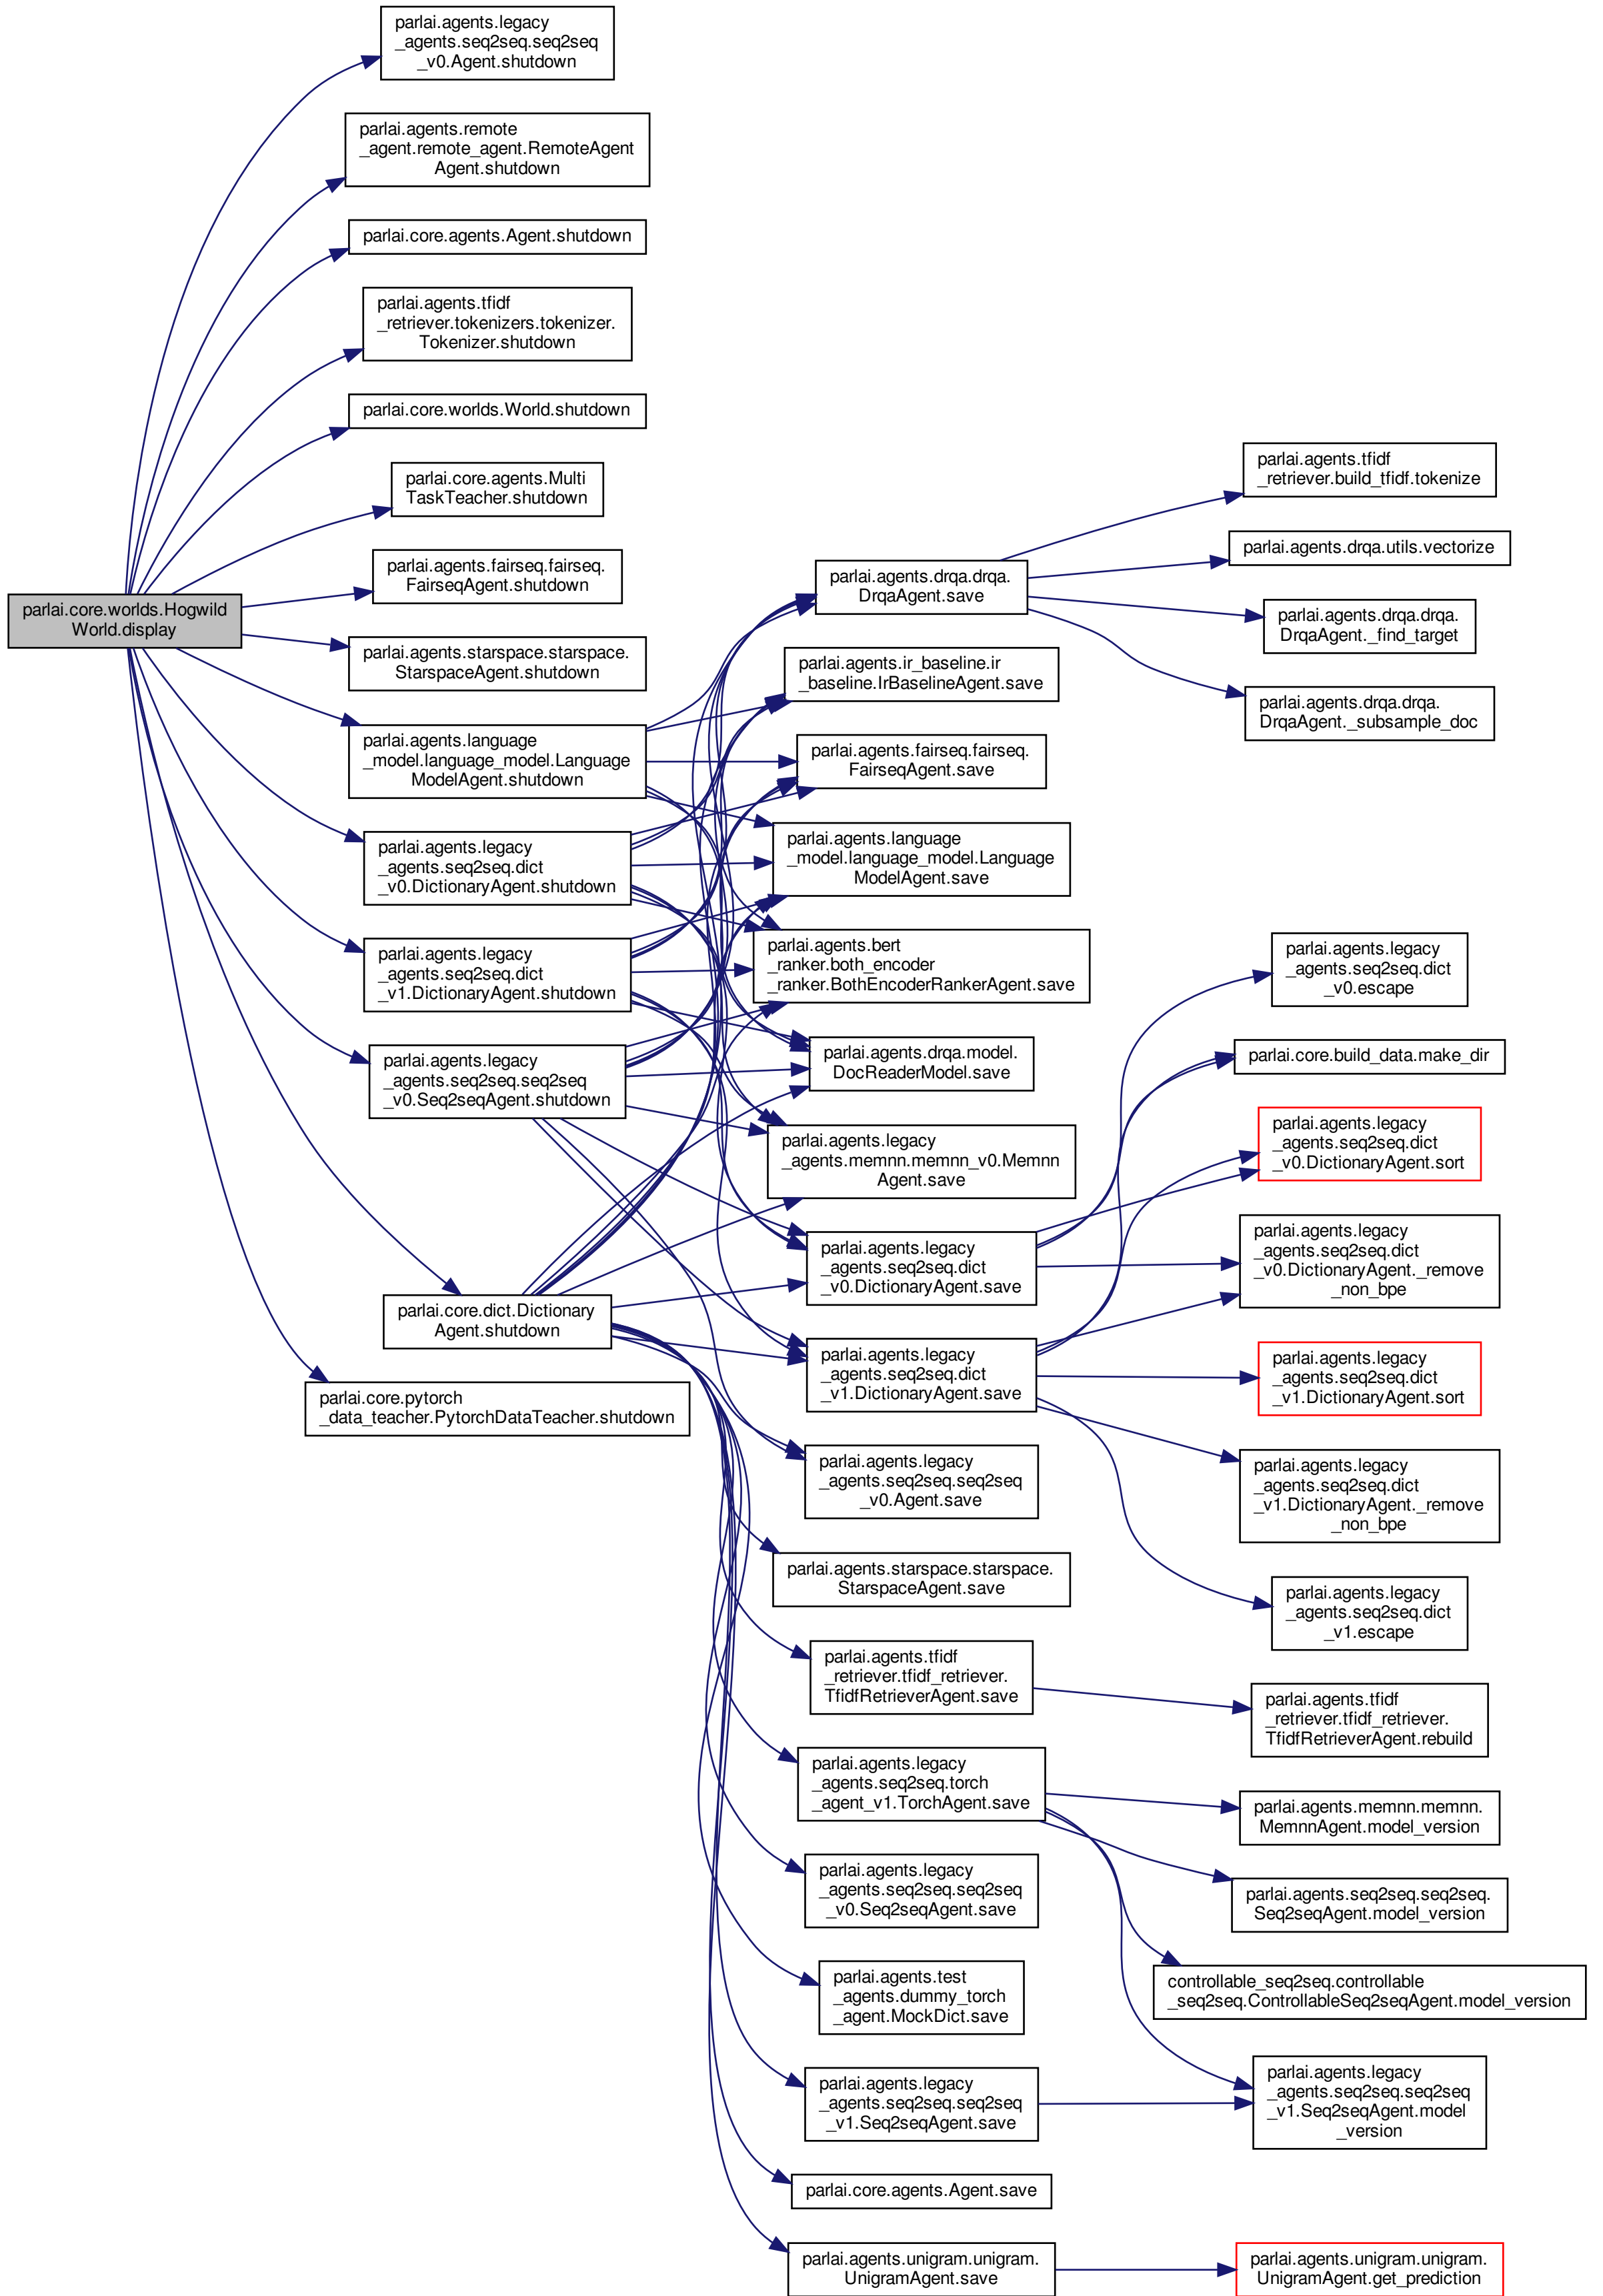 parlai.core.worlds.Hogwild
World.display
parlai.agents.legacy
_agents.seq2seq.seq2seq
_v0.Agent.shutdown
parlai.agents.remote
_agent.remote_agent.RemoteAgent
Agent.shutdown
parlai.core.agents.Agent.shutdown
parlai.agents.tfidf
_retriever.tokenizers.tokenizer.
Tokenizer.shutdown
parlai.core.worlds.World.shutdown
parlai.core.agents.Multi
TaskTeacher.shutdown
parlai.agents.fairseq.fairseq.
FairseqAgent.shutdown
parlai.agents.starspace.starspace.
StarspaceAgent.shutdown
parlai.agents.language
_model.language_model.Language
ModelAgent.shutdown
parlai.agents.legacy
_agents.seq2seq.dict
_v0.DictionaryAgent.shutdown
parlai.agents.legacy
_agents.seq2seq.dict
_v1.DictionaryAgent.shutdown
parlai.agents.legacy
_agents.seq2seq.seq2seq
_v0.Seq2seqAgent.shutdown
parlai.core.dict.Dictionary
Agent.shutdown
parlai.core.pytorch
_data_teacher.PytorchDataTeacher.shutdown
parlai.agents.drqa.drqa.
DrqaAgent.save
parlai.agents.ir_baseline.ir
_baseline.IrBaselineAgent.save
parlai.agents.fairseq.fairseq.
FairseqAgent.save
parlai.agents.language
_model.language_model.Language
ModelAgent.save
parlai.agents.bert
_ranker.both_encoder
_ranker.BothEncoderRankerAgent.save
parlai.agents.drqa.model.
DocReaderModel.save
parlai.agents.legacy
_agents.memnn.memnn_v0.Memnn
Agent.save
parlai.agents.legacy
_agents.seq2seq.dict
_v0.DictionaryAgent.save
parlai.agents.legacy
_agents.seq2seq.dict
_v1.DictionaryAgent.save
parlai.agents.legacy
_agents.seq2seq.seq2seq
_v0.Agent.save
parlai.agents.starspace.starspace.
StarspaceAgent.save
parlai.agents.tfidf
_retriever.tfidf_retriever.
TfidfRetrieverAgent.save
parlai.agents.legacy
_agents.seq2seq.torch
_agent_v1.TorchAgent.save
parlai.agents.legacy
_agents.seq2seq.seq2seq
_v0.Seq2seqAgent.save
parlai.agents.test
_agents.dummy_torch
_agent.MockDict.save
parlai.agents.legacy
_agents.seq2seq.seq2seq
_v1.Seq2seqAgent.save
parlai.core.agents.Agent.save
parlai.agents.unigram.unigram.
UnigramAgent.save
parlai.agents.tfidf
_retriever.build_tfidf.tokenize
parlai.agents.drqa.utils.vectorize
parlai.agents.drqa.drqa.
DrqaAgent._find_target
parlai.agents.drqa.drqa.
DrqaAgent._subsample_doc
parlai.agents.legacy
_agents.seq2seq.dict
_v0.escape
parlai.core.build_data.make_dir
parlai.agents.legacy
_agents.seq2seq.dict
_v0.DictionaryAgent.sort
parlai.agents.legacy
_agents.seq2seq.dict
_v0.DictionaryAgent._remove
_non_bpe
parlai.agents.legacy
_agents.seq2seq.dict
_v1.DictionaryAgent.sort
parlai.agents.legacy
_agents.seq2seq.dict
_v1.DictionaryAgent._remove
_non_bpe
parlai.agents.legacy
_agents.seq2seq.dict
_v1.escape
parlai.agents.tfidf
_retriever.tfidf_retriever.
TfidfRetrieverAgent.rebuild
parlai.agents.memnn.memnn.
MemnnAgent.model_version
parlai.agents.seq2seq.seq2seq.
Seq2seqAgent.model_version
controllable_seq2seq.controllable
_seq2seq.ControllableSeq2seqAgent.model_version
parlai.agents.legacy
_agents.seq2seq.seq2seq
_v1.Seq2seqAgent.model
_version
parlai.agents.unigram.unigram.
UnigramAgent.get_prediction